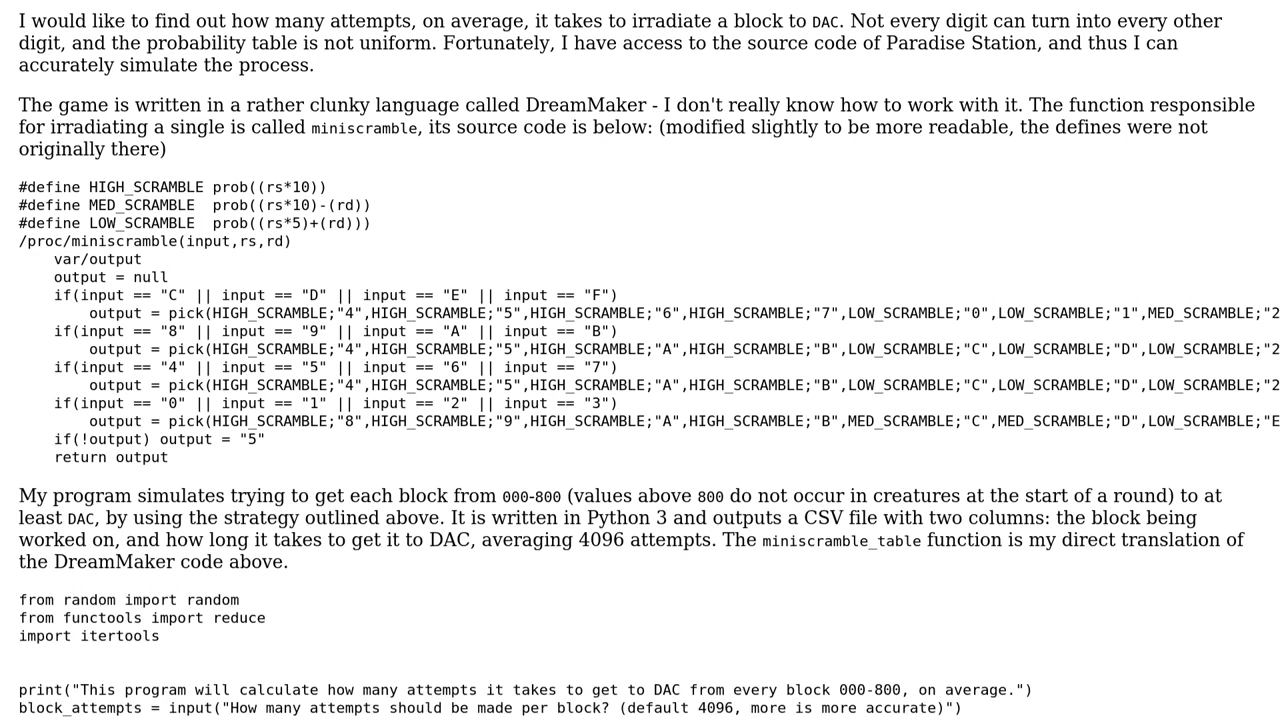 I would like to find out how many attempts, on average, it takes to irradiate a block to DAC. Not every digit can turn into every other
digit, and the probability table is not uniform. Fortunately, I have access to the source code of Paradise Station, and thus I can
accurately simulate the process.
The game is written in a rather clunky language called DreamMaker - I don't really know how to work with it. The function responsible
for irradiating a single is called miniscramble, its source code is below: (modified slightly to be more readable, the defines were not
originally there)
#define HIGH_SCRAMBLE prob((rs*10))
#define MED_SCRAMBLE  prob((rs*10)-(rd))
#define LOW_SCRAMBLE  prob((rs*5)+(rd)))
/proc/miniscramble(input,rs,rd)
    var/output
    output = null
    if(input == "C" || input == "D" || input == "E" || input == "F")
        output = pick(HIGH_SCRAMBLE;"4",HIGH_SCRAMBLE;"5",HIGH_SCRAMBLE;"6",HIGH_SCRAMBLE;"7",LOW_SCRAMBLE;"0",LOW_SCRAMBLE;"1",MED_SCRAMBLE;"2
    if(input == "8" || input == "9" || input == "A" || input == "B")
        output = pick(HIGH_SCRAMBLE;"4",HIGH_SCRAMBLE;"5",HIGH_SCRAMBLE;"A",HIGH_SCRAMBLE;"B",LOW_SCRAMBLE;"C",LOW_SCRAMBLE;"D",LOW_SCRAMBLE;"2
    if(input == "4" || input == "5" || input == "6" || input == "7")
        output = pick(HIGH_SCRAMBLE;"4",HIGH_SCRAMBLE;"5",HIGH_SCRAMBLE;"A",HIGH_SCRAMBLE;"B",LOW_SCRAMBLE;"C",LOW_SCRAMBLE;"D",LOW_SCRAMBLE;"2
    if(input == "0" || input == "1" || input == "2" || input == "3")
        output = pick(HIGH_SCRAMBLE;"8",HIGH_SCRAMBLE;"9",HIGH_SCRAMBLE;"A",HIGH_SCRAMBLE;"B",MED_SCRAMBLE;"C",MED_SCRAMBLE;"D",LOW_SCRAMBLE;"E
    if(!output) output = "5"
    return output
My program simulates trying to get each block from 000-800 (values above 800 do not occur in creatures at the start of a round) to at
least DAC, by using the strategy outlined above. It is written in Python 3 and outputs a CSV file with two columns: the block being
worked on, and how long it takes to get it to DAC, averaging 4096 attempts. The miniscramble_table function is my direct translation of
the DreamMaker code above.
from random import random
from functools import reduce
import itertools
print("This program will calculate how many attempts it takes to get to DAC from every block 000-800, on average.")
block_attempts = input("How many attempts should be made per block? (default 4096, more is more accurate)")